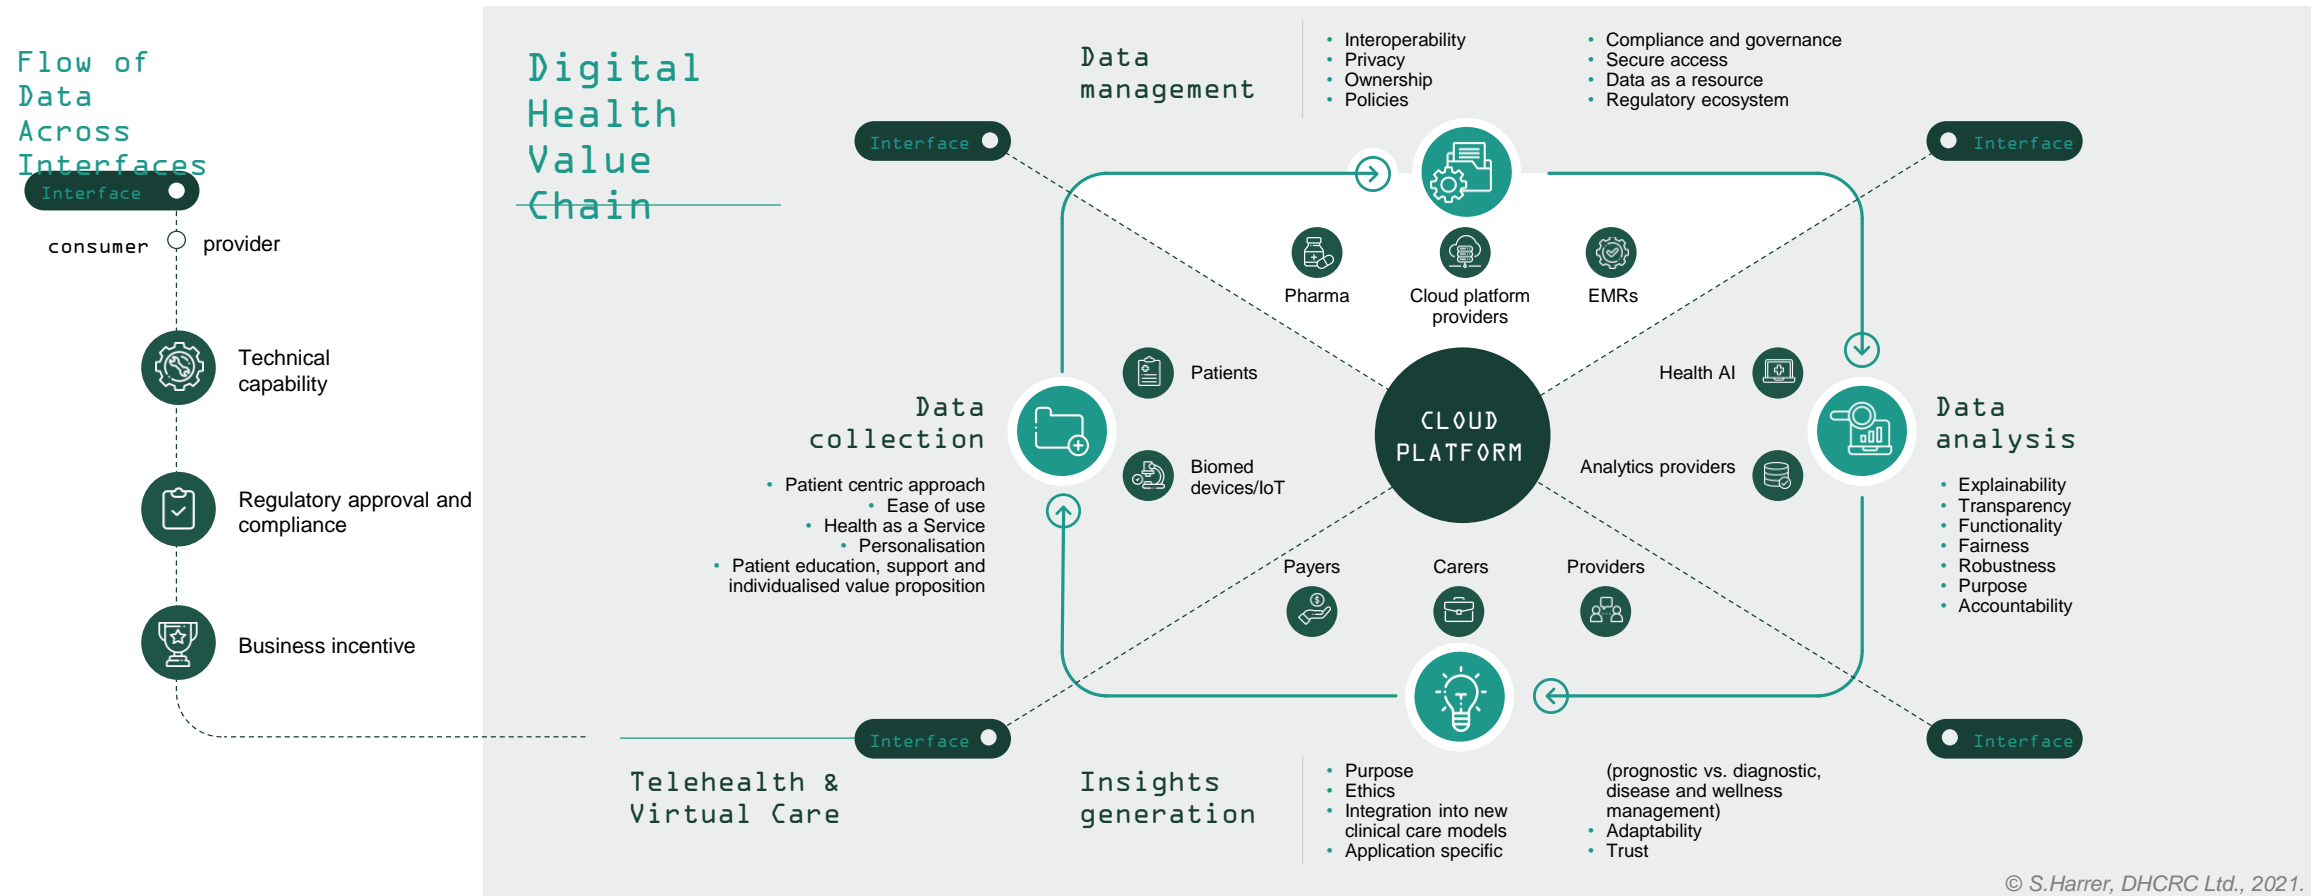 Flow of
Data
Across
Interfaces
Interface
consumer
provider
Technical
capability
Regulatory approval and
compliance
Business incentive
Digital
Health
Value
Chain
Data
management
• Interoperability
• Privacy
• Ownership
• Policies
• Compliance and governance
• Secure access
• Data as a resource
• Regulatory ecosystem
Interface
Interface
Pharma
Cloud platform
providers
EMRs
Patients
Biomed
devices/IoT
Data
collection
• Patient centric approach
• Ease of use
• Health as a Service
• Personalisation
• Patient education, support and
individualised value proposition
CLOUD
PLATFORM
Health AI
Analytics providers
Data
analysis
• Explainability
• Transparency
• Functionality
• Fairness
• Robustness
• Purpose
• Accountability
Payers
Carers
Providers
Interface
Interface
Telehealth &
Virtual Care
Insights
generation
• Purpose
• Ethics
• Integration into new
clinical care models
• Application specific
(prognostic vs. diagnostic,
disease and wellness
management)
• Adaptability
• Trust
© S.Harrer, DHCRC Ltd., 2021.